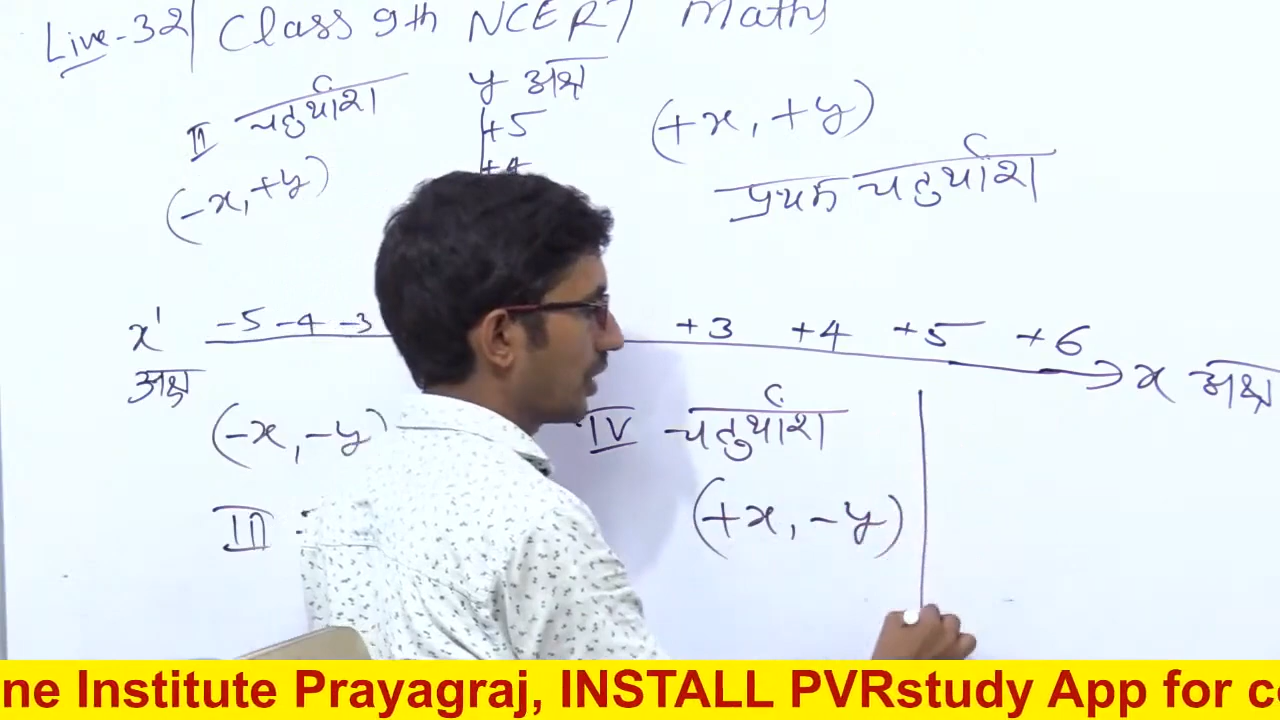 Live-32 | Class 9th NCERT Maths
II चतुर्थांश
(-x, +y)
y अक्ष
+5
+4
(+x, +y)
प्रथम चतुर्थांश
x' अक्ष
-5 -4 -3 +3 +4 +5 +6
x अक्ष
(-x, -y)
III
IV चतुर्थांश
(+x, -y)
ne Institute Prayagraj, INSTALL PVRstudy App for c